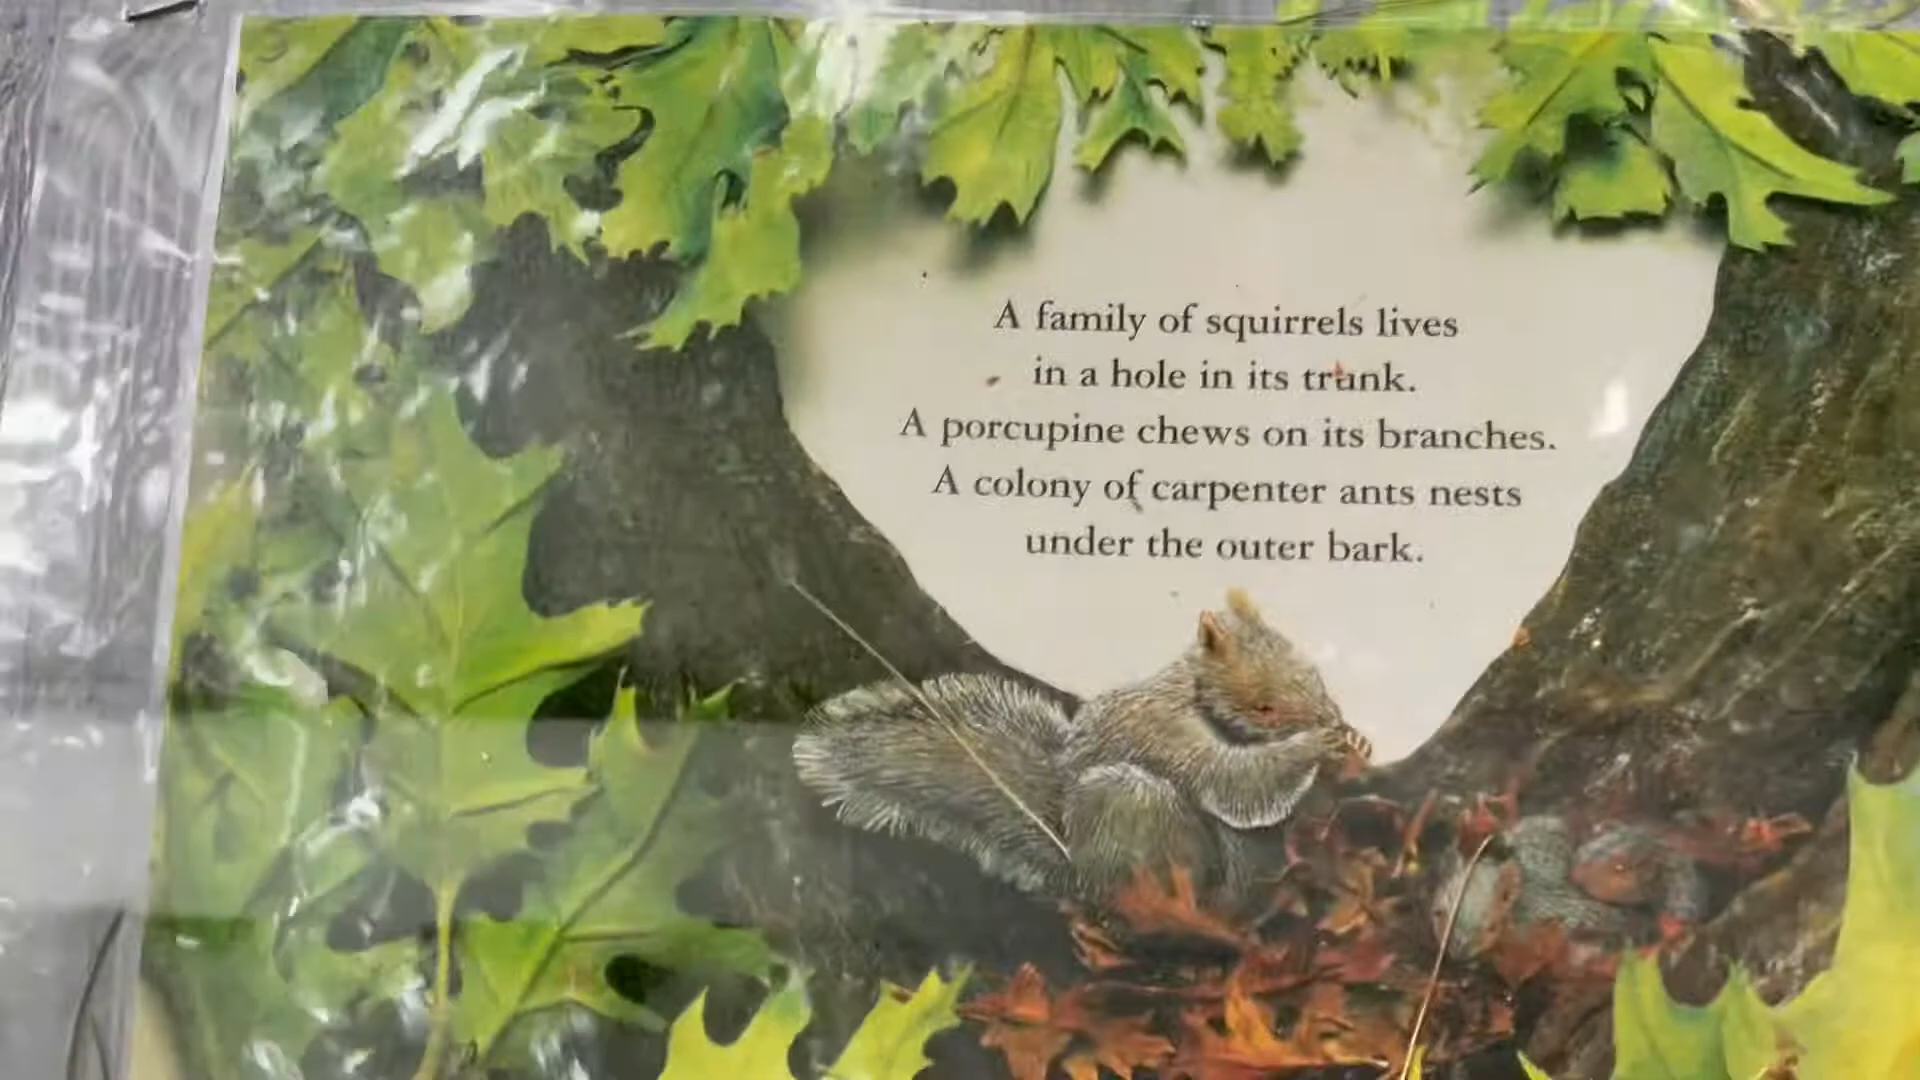 A family of squirrels lives
in a hole in its trunk.
A porcupine chews on its branches.
A colony of carpenter ants nests
under the outer bark.